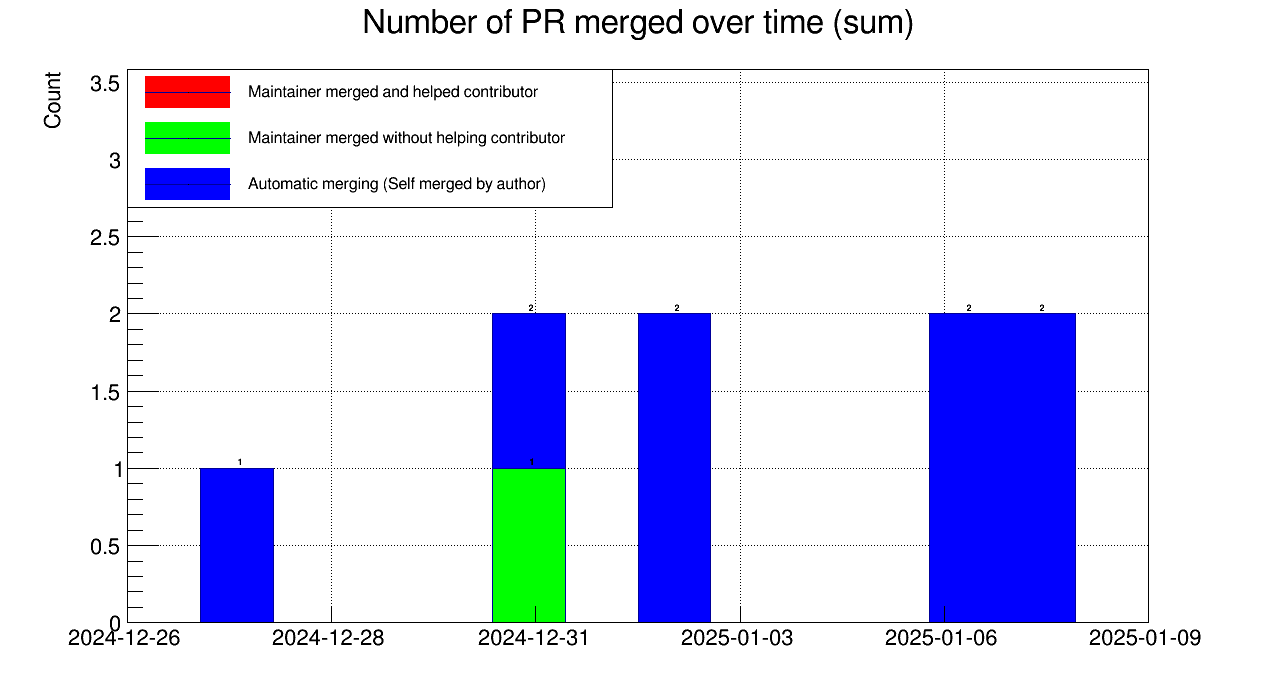 Number of PR merged over time (sum)
Count
3.5
Maintainer merged and helped contributor
Maintainer merged without helping contributor
3
Automatic merging (Self merged by author)
2.5
2
2 2 2 2
1.5
1
1 1
0.5
0
2024-12-26 2024-12-28 2024-12-31 2025-01-03 2025-01-06 2025-01-09